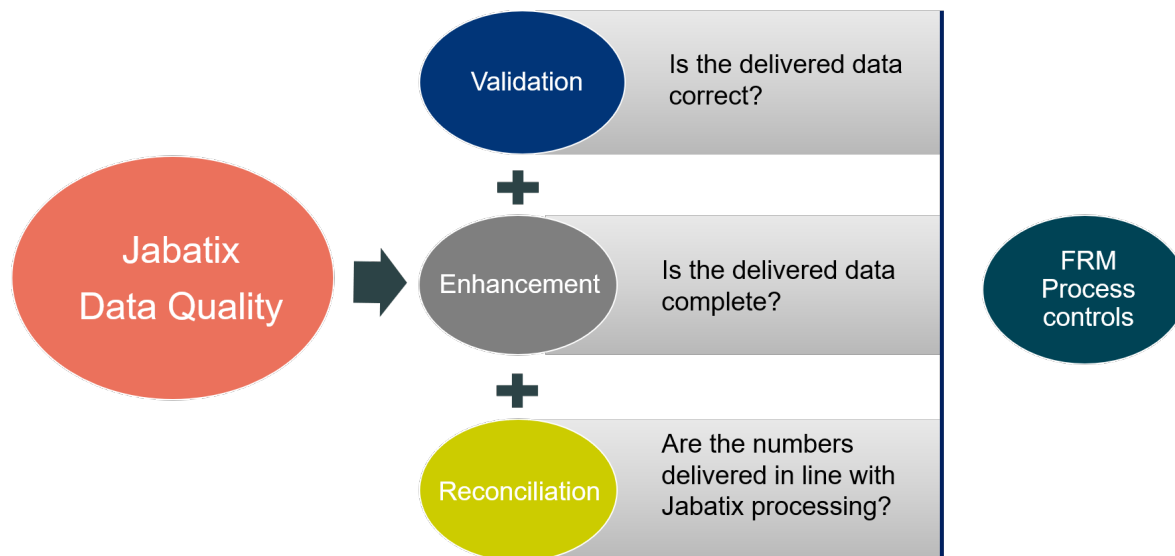 Jabatix
Data Quality
Validation
Is the delivered data
correct?
Enhancement
Is the delivered data
complete?
Reconciliation
Are the numbers
delivered in line with
Jabatix processing?
FRM
Process
controls